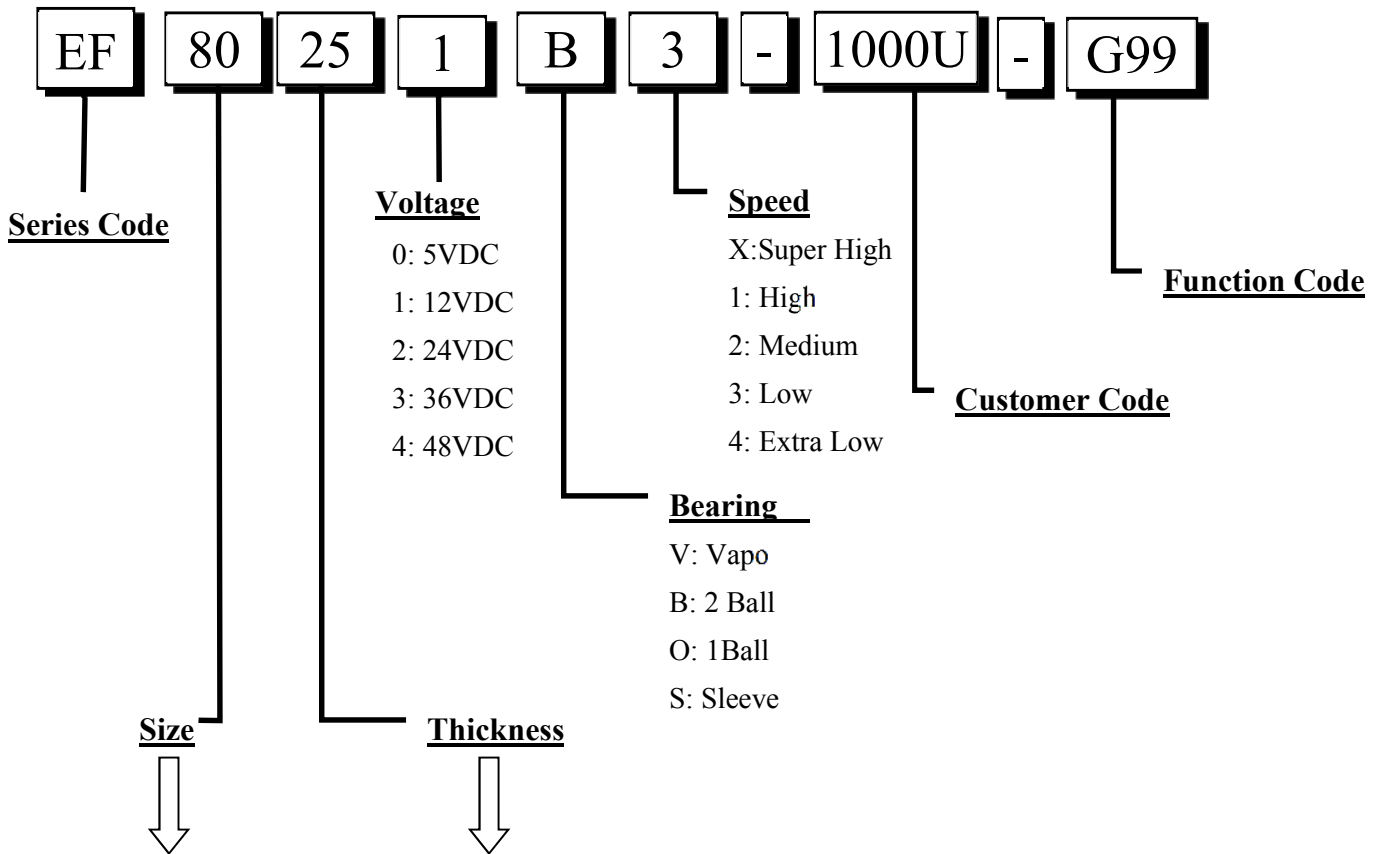 EF 80 25 1 B 3 - 1000U - G99
Series Code
Voltage
0: 5VDC
1: 12VDC
2: 24VDC
3: 36VDC
4: 48VDC
Speed
X:Super High
1: High
2: Medium
3: Low
4: Extra Low
Function Code
Customer Code
Bearing
V: Vapo
B: 2 Ball
O: 1Ball
S: Sleeve
Size
Thickness